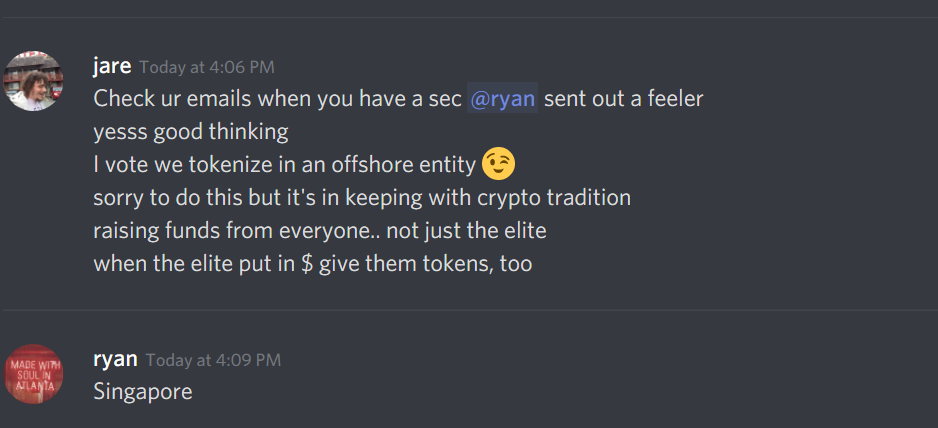 jare Today at 4:06 PM
Check ur emails when you have a sec @ryan sent out a feeler
yesss good thinking
I vote we tokenize in an offshore entity 😉
sorry to do this but it's in keeping with crypto tradition
raising funds from everyone.. not just the elite
when the elite put in $ give them tokens, too
MADE WITH
SOUL IN
ATLANTA
ryan Today at 4:09 PM
Singapore